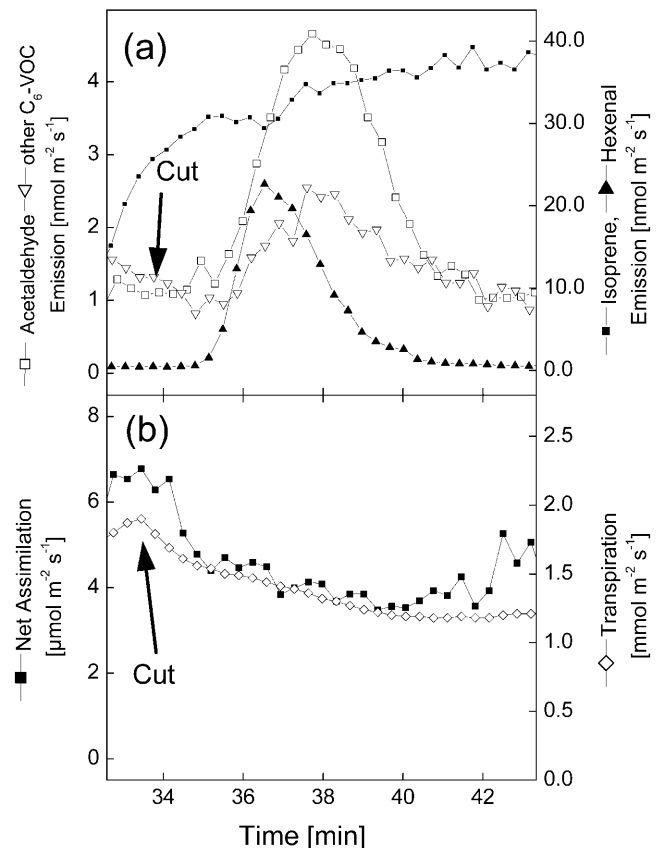 (a)
4
3
2
1
0
40.0
30.0
20.0
10.0
0.0
Cut
Acetaldehyde other C6-VOC
Emission [nmol m-2 s-1]
Isoprene, Hexenal
Emission [nmol m-2 s-1]
(b)
8
6
4
2
0
2.5
2.0
1.5
1.0
0.5
0.0
Cut
Net Assimilation
[µmol m-2 s-1]
Transpiration
[mmol m-2 s-1]
34 36 38 40 42
Time [min]